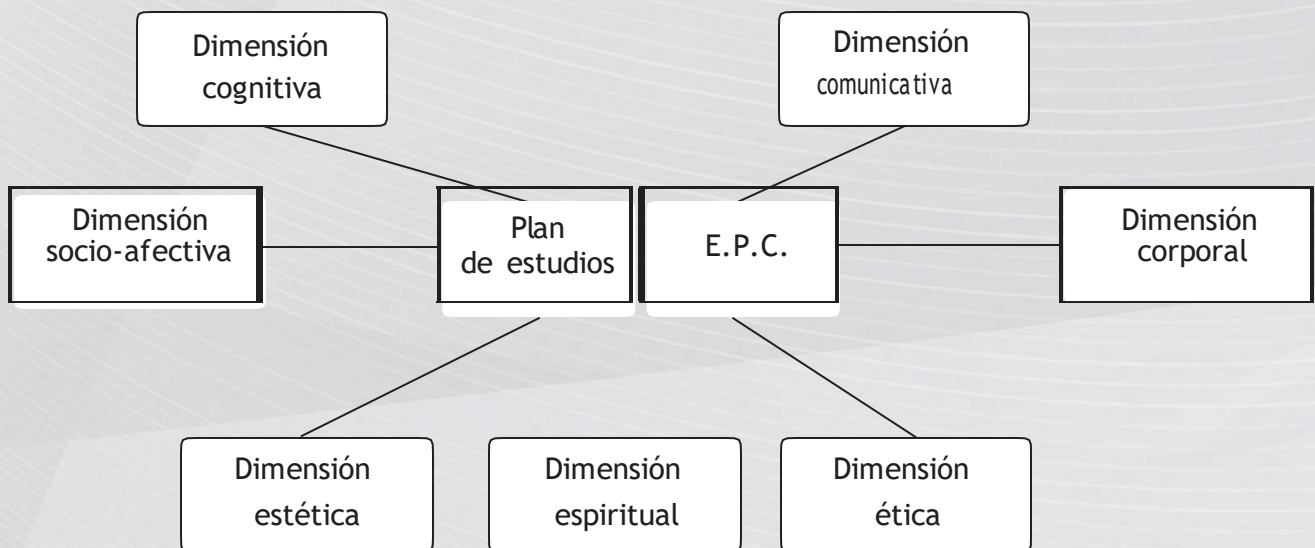 Dimensión
cognitiva
Dimensión
comunicativa
Dimensión
socio-afectiva
Plan
de estudios
E.P.C.
Dimensión
corporal
Dimensión
estética
Dimensión
espiritual
Dimensión
ética